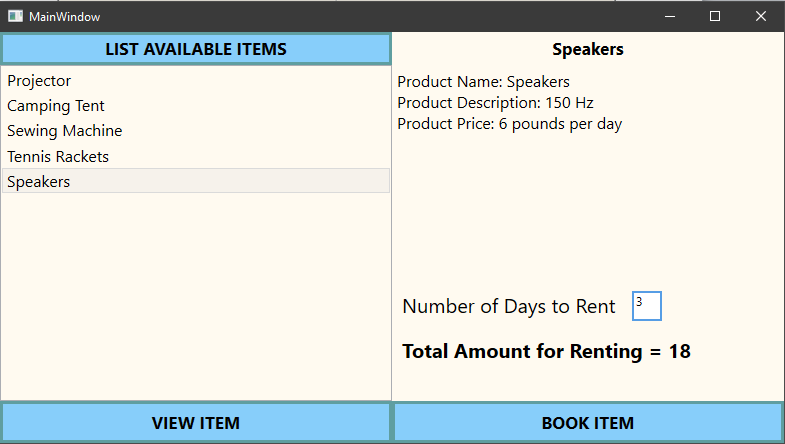 MainWindow
LIST AVAILABLE ITEMS
Projector
Camping Tent
Sewing Machine
Tennis Rackets
Speakers
VIEW ITEM
Speakers
Product Name: Speakers
Product Description: 150 Hz
Product Price: 6 pounds per day
Number of Days to Rent 3
Total Amount for Renting = 18
BOOK ITEM